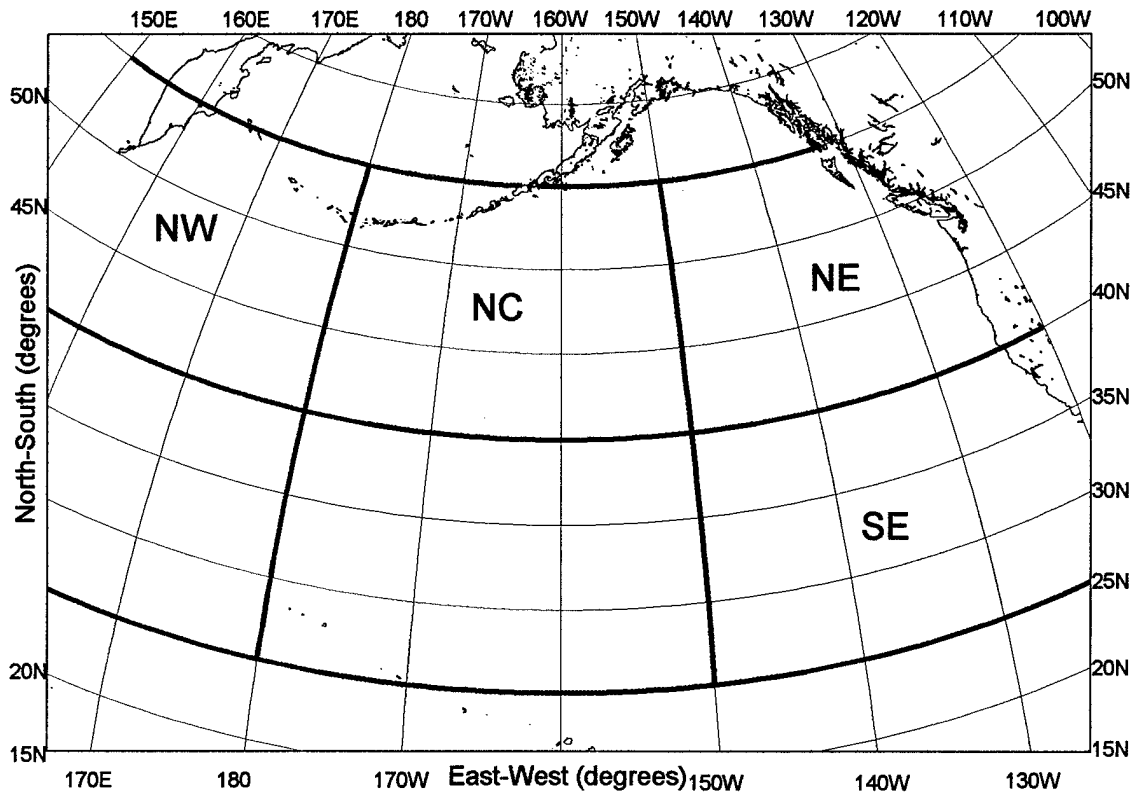 150E 160E 170E 180 170W 160W 150W 140W 130W 120W 110W 100W
50N 50N
45N 45N
NW
NE
NC
40N
North-South (degrees)
35N
30N
SE
25N
20N 20N
15N 15N
170E 180 170W East-West (degrees) 150W 140W 130W